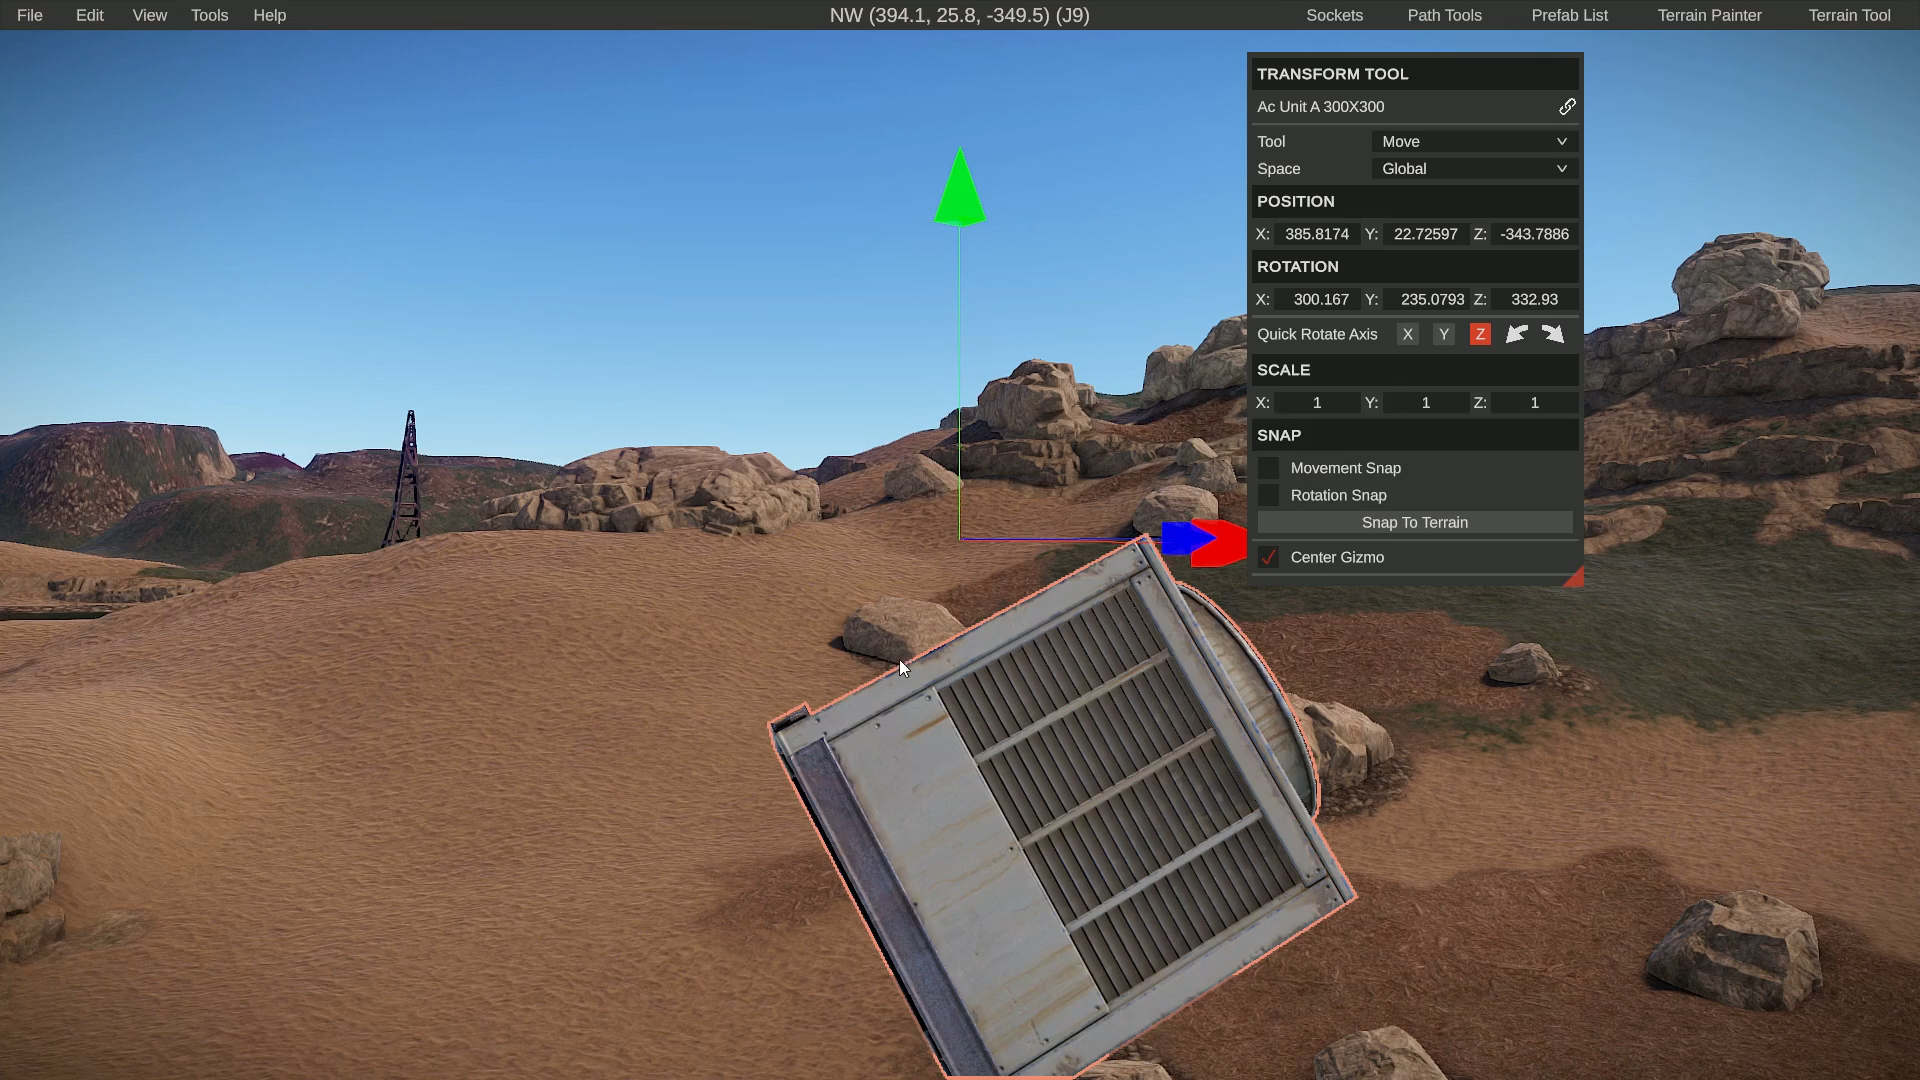 File Edit View Tools Help NW (394.1, 25.8, -349.5) (J9) Sockets Path Tools Prefab List Terrain Painter Terrain Tool
TRANSFORM TOOL
Ac Unit A 300X300
Tool Move
Space Global
POSITION
X: 385.8174 Y: 22.72597 Z: -343.7886
ROTATION
X: 300.167 Y: 235.0793 Z: 332.93
Quick Rotate Axis X Y Z
SCALE
X: 1 Y: 1 Z: 1
SNAP
Movement Snap
Rotation Snap
Snap To Terrain
Center Gizmo